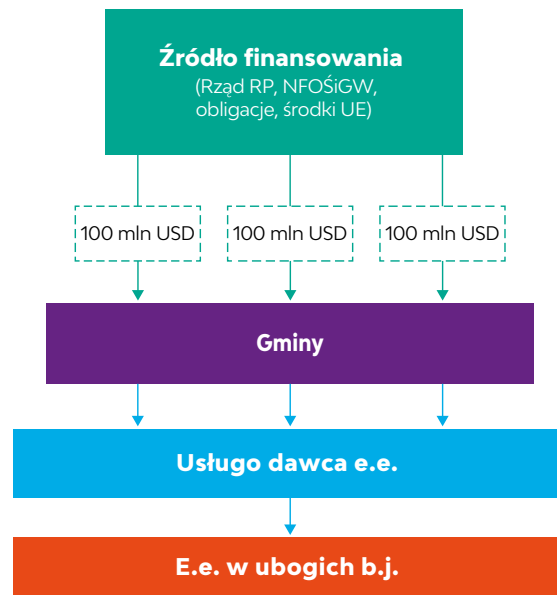 Źródło finansowania
(Rząd RP, NFOŚiGW,
obligacje, środki UE)
100 mln USD
100 mln USD
100 mln USD
Gminy
Usługo dawca e.e.
E.e. w ubogich b.j.